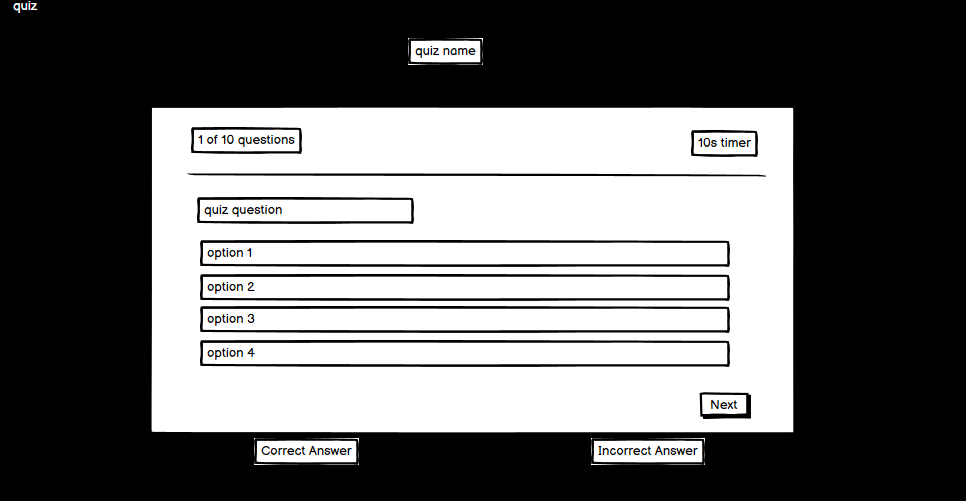 quiz
quiz name
1 of 10 questions
10s timer
quiz question
option 1
option 2
option 3
option 4
Next
Correct Answer
Incorrect Answer